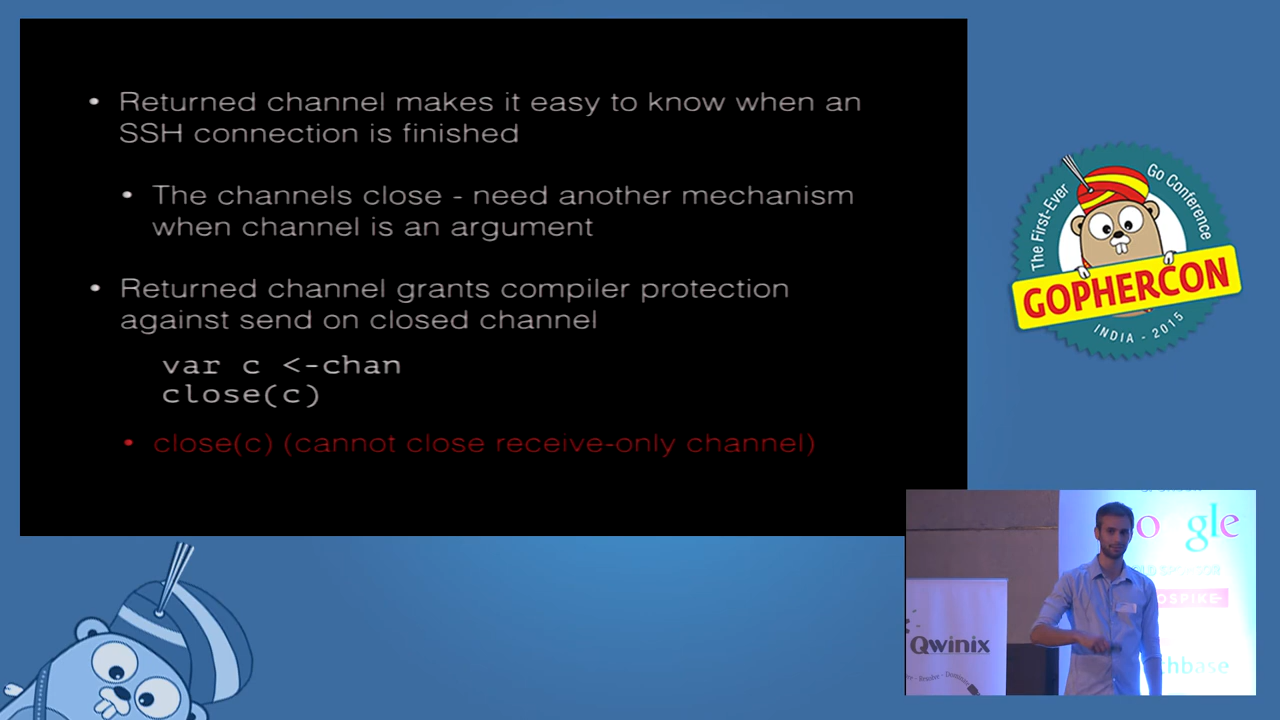 • Returned channel makes it easy to know when an
SSH connection is finished
• The channels close - need another mechanism
when channel is an argument
• Returned channel grants compiler protection
against send on closed channel
var c <-chan
close(c)
• close(c) (cannot close receive-only channel)
The First-Ever
Go Conference
GOPHERCON
INDIA - 2015
gle
OSPIKE
Qwinix
hbase